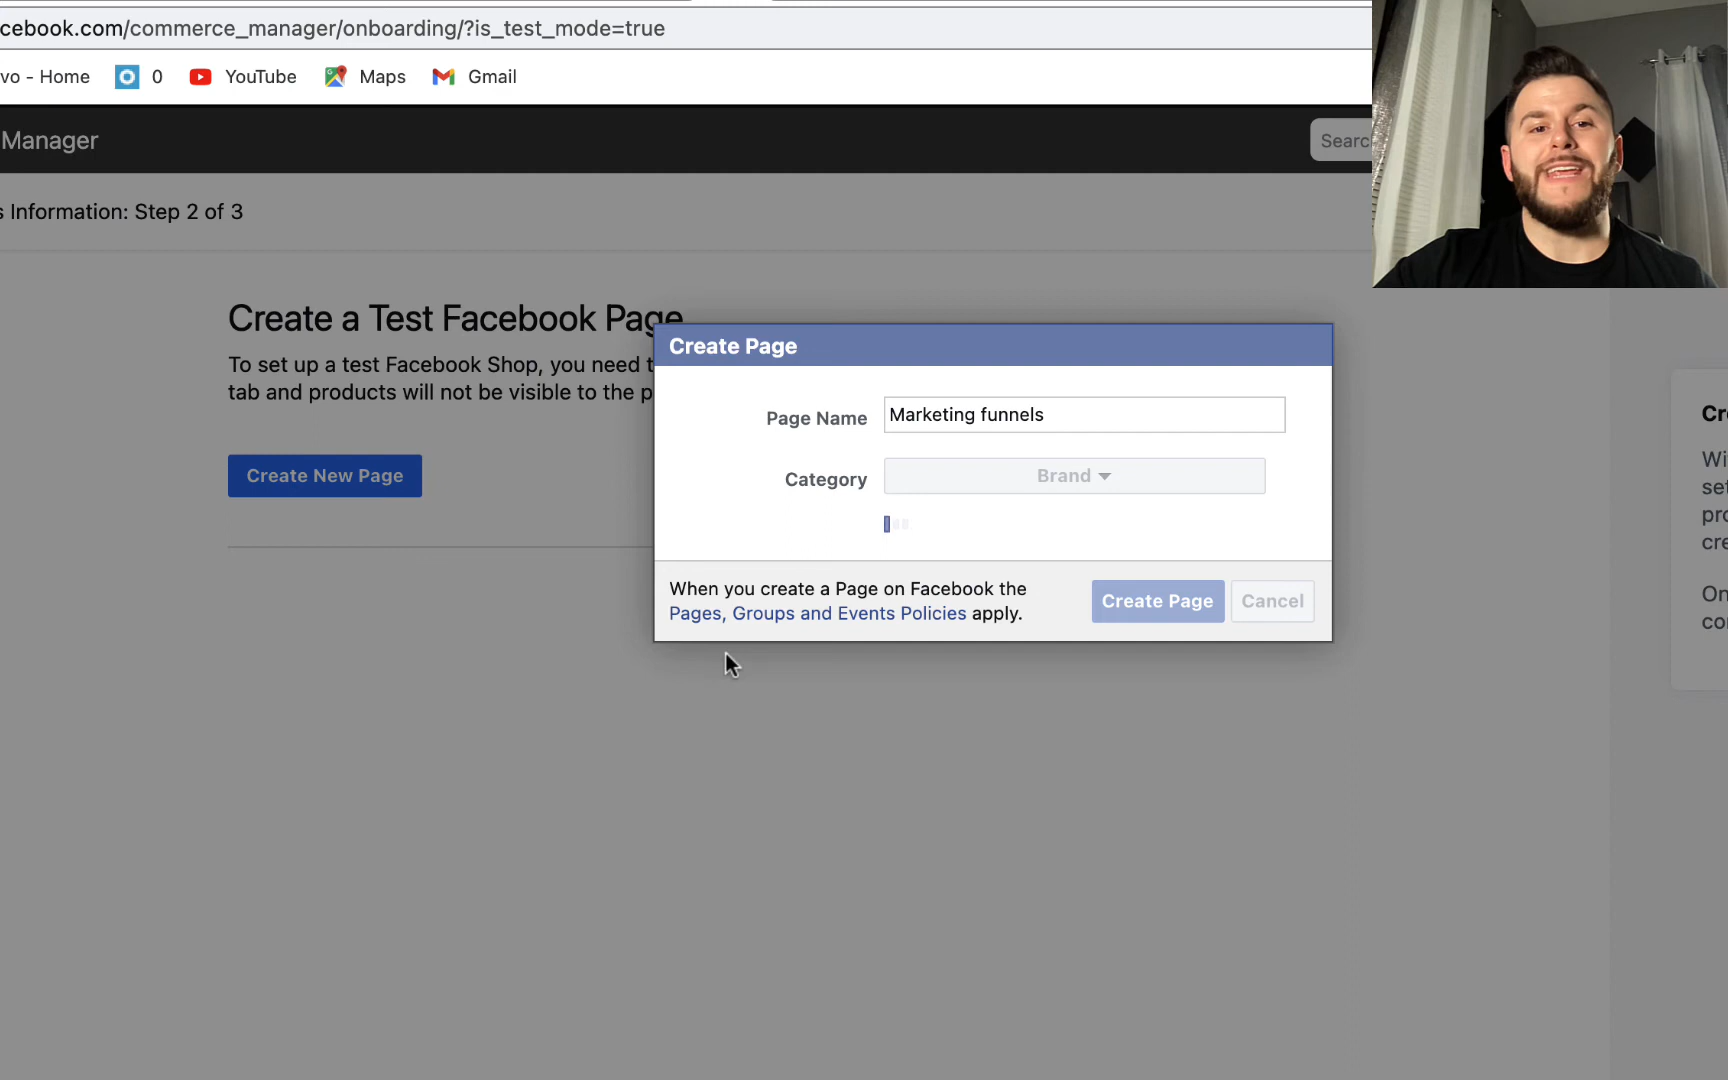 cebook.com/commerce_manager/onboarding/?is_test_mode=true
vo - Home 0 YouTube Maps Gmail
Manager
Searc
s Information: Step 2 of 3
Create a Test Facebook Page
To set up a test Facebook Shop, you need t
tab and products will not be visible to the p
Create New Page
Create Page
Page Name Marketing funnels
Category Brand
When you create a Page on Facebook the
Pages, Groups and Events Policies apply.
Create Page Cancel
Cr
Wi
set
pro
cre
On
co